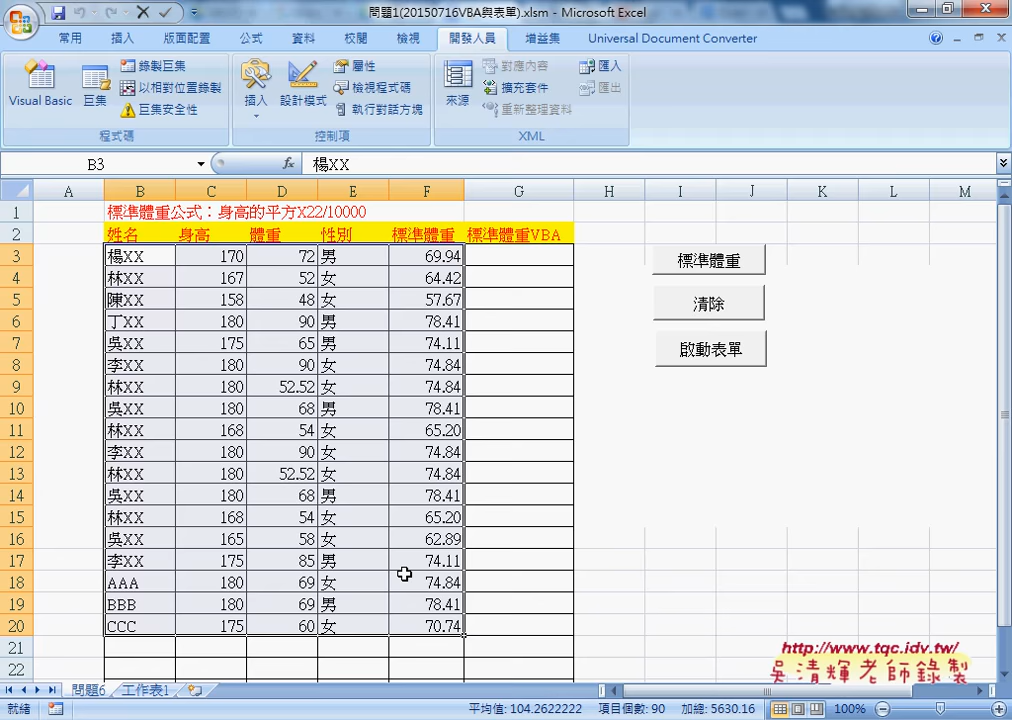 問題1(20150716VBA與表單).xlsm - Microsoft Excel
常用 插入 版面配置 公式 資料 校閱 檢視 開發人員 增益集 Universal Document Converter
Visual Basic 巨集 錄製巨集 以相對位置錄製 巨集安全性 插入 設計模式 屬性 檢視程式碼 執行對話方塊 來源 對應內容 擴充套件 重新整理資料 匯入 匯出
程式碼 控制項 XML
B3 fx 楊XX
A B C D E F G H I J K L M
1 標準體重公式：身高的平方X22/10000
2 姓名 身高 體重 性別 標準體重 標準體重VBA
3 楊XX 170 72 男 69.94 標準體重
4 林XX 167 52 女 64.42
5 陳XX 158 48 女 57.67 清除
6 丁XX 180 90 男 78.41
7 吳XX 175 65 男 74.11 啟動表單
8 李XX 180 90 女 74.84
9 林XX 180 52.52 女 74.84
10 吳XX 180 68 男 78.41
11 林XX 168 54 女 65.20
12 李XX 180 90 女 74.84
13 林XX 180 52.52 女 74.84
14 吳XX 180 68 男 78.41
15 林XX 168 54 女 65.20
16 吳XX 165 58 女 62.89
17 李XX 175 85 男 74.11
18 AAA 180 69 女 74.84
19 BBB 180 69 男 78.41
20 CCC 175 60 女 70.74
21
22
http://www.tqc.idv.tw/
吳清輝老師錄製
問題6 工作表1
就緒 平均值: 104.2622222 項目個數: 90 加總: 5630.16 100%